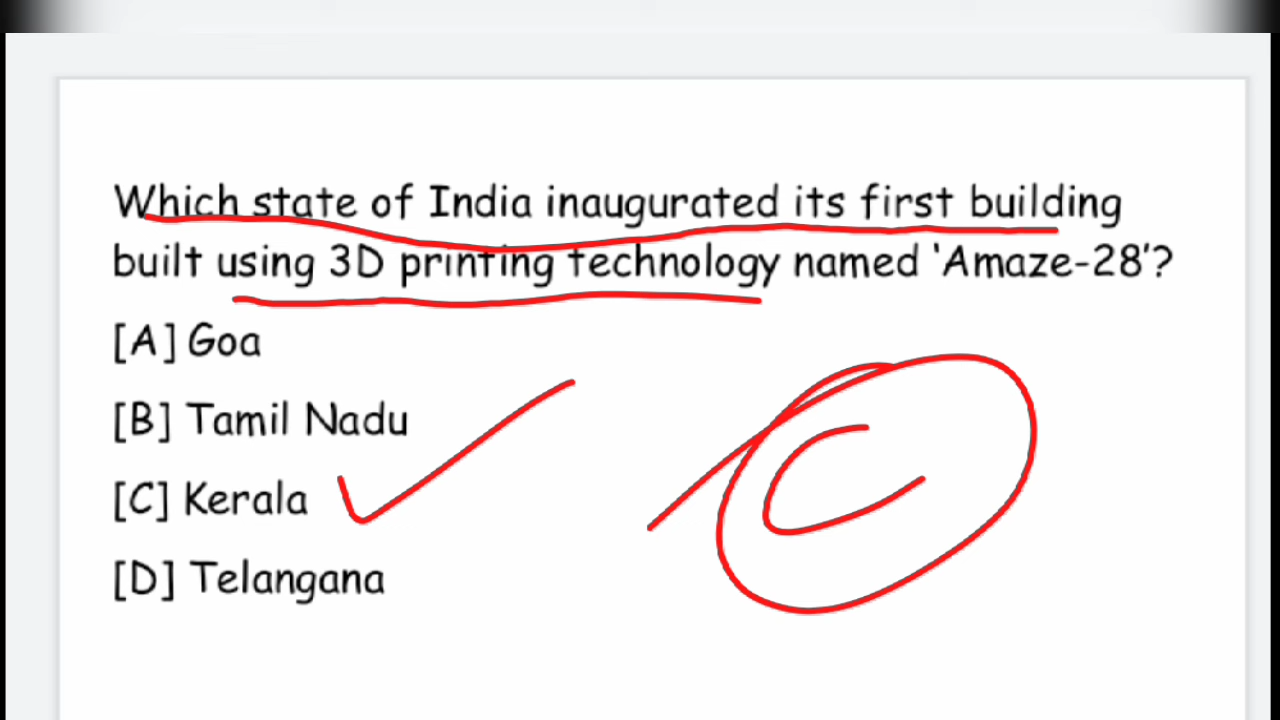 Which state of India inaugurated its first building
built using 3D printing technology named ‘Amaze-28’?
[A] Goa
[B] Tamil Nadu
[C] Kerala
[D] Telangana
C